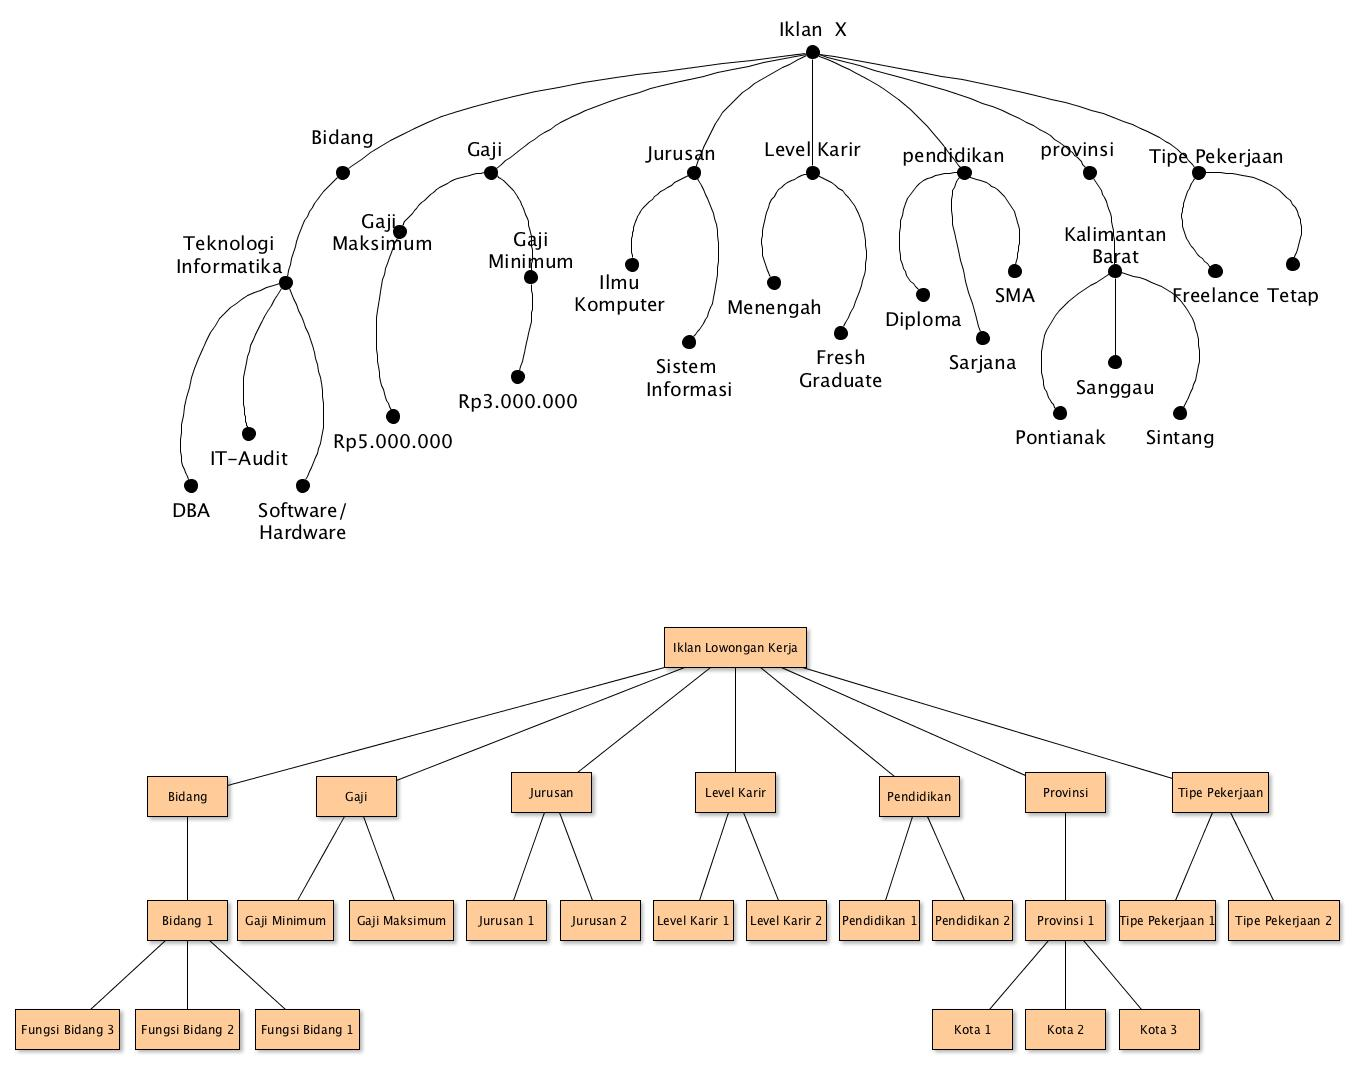 Iklan X
Bidang
Gaji
Jurusan
Level Karir
pendidikan
provinsi
Tipe Pekerjaan
Teknologi
Informatika
Gaji
Maksimum
Gaji
Minimum
Ilmu
Komputer
Menengah
Diploma
SMA
Kalimantan
Barat
Freelance
Tetap
Sistem
Informasi
Fresh
Graduate
Sarjana
Sanggau
Rp3.000.000
Rp5.000.000
Pontianak
Sintang
IT-Audit
DBA
Software/
Hardware
Iklan Lowongan Kerja
Bidang
Gaji
Jurusan
Level Karir
Pendidikan
Provinsi
Tipe Pekerjaan
Bidang 1
Gaji Minimum
Gaji Maksimum
Jurusan 1
Jurusan 2
Level Karir 1
Level Karir 2
Pendidikan 1
Pendidikan 2
Provinsi 1
Tipe Pekerjaan 1
Tipe Pekerjaan 2
Fungsi Bidang 3
Fungsi Bidang 2
Fungsi Bidang 1
Kota 1
Kota 2
Kota 3